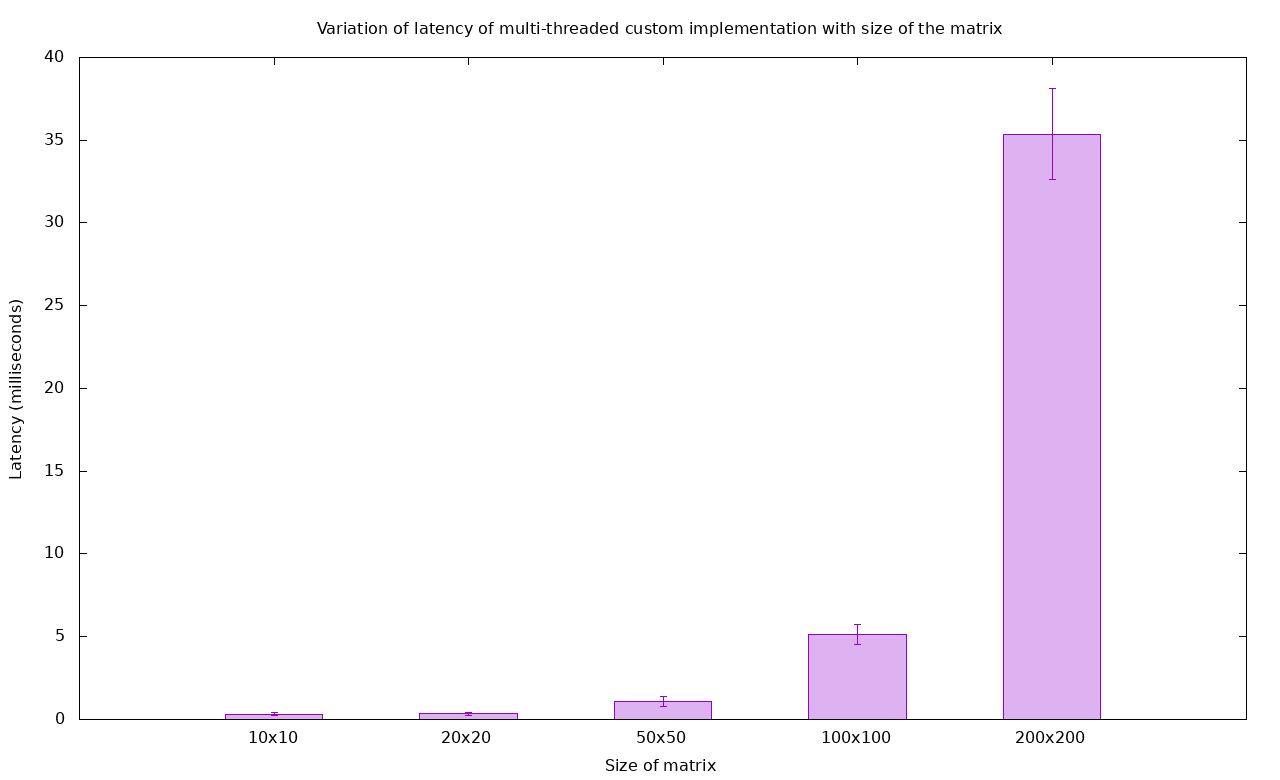 Variation of latency of multi-threaded custom implementation with size of the matrix
40
35
30
25
20
15
10
5
0
Latency (milliseconds)
10x10 20x20 50x50 100x100 200x200
Size of matrix